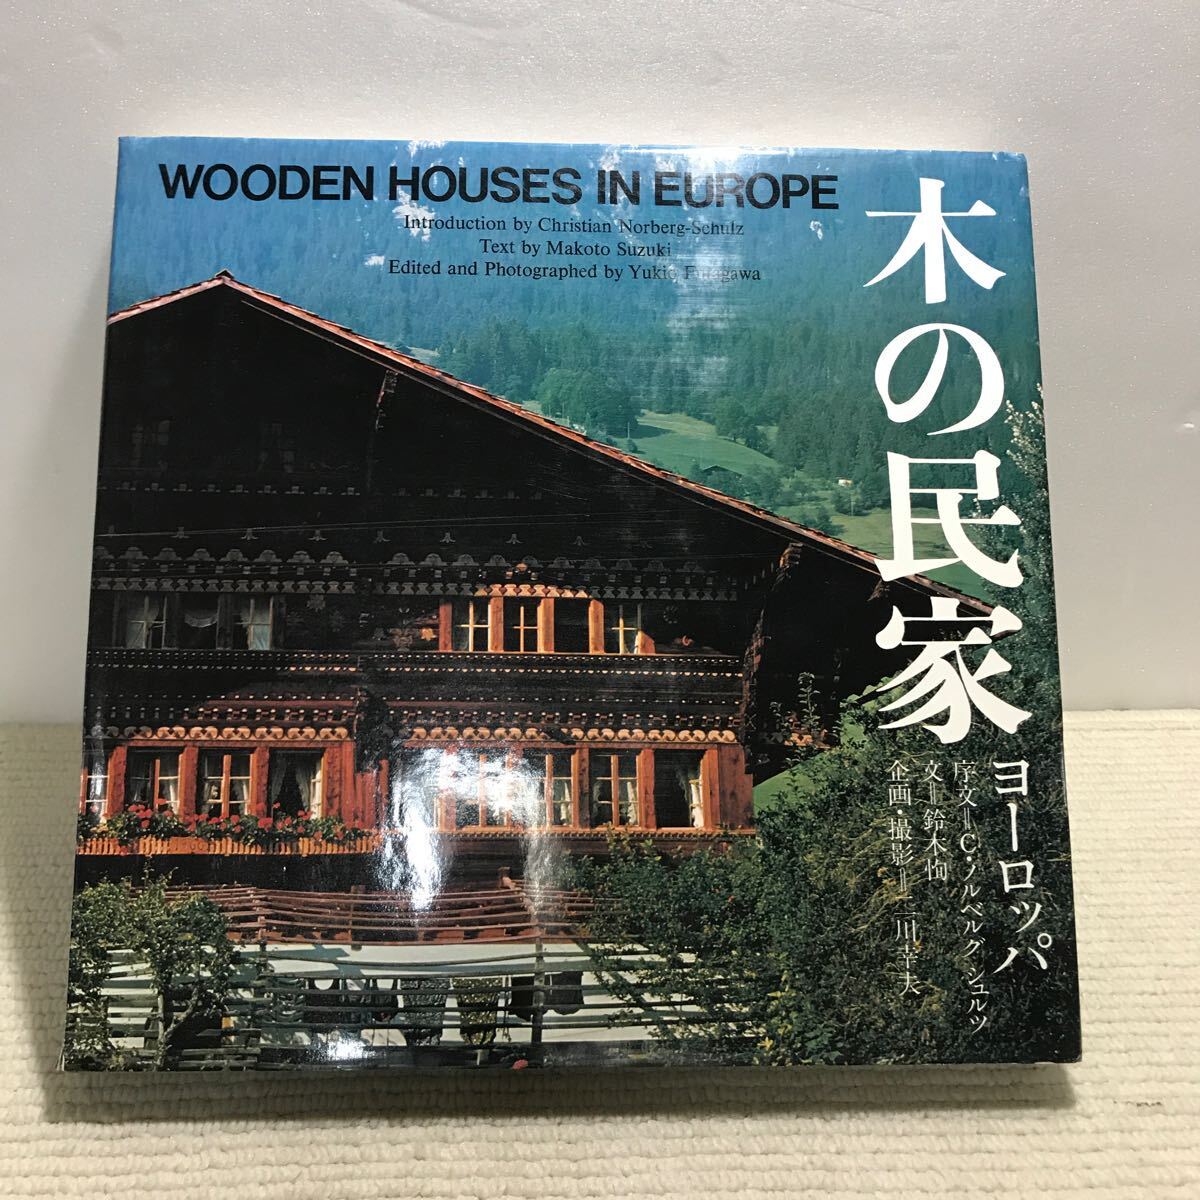 WOODEN HOUSES IN EUROPE
Introduction by Christian Norberg-Schulz
Text by Makoto Suzuki
Edited and Photographed by Yukio Futagawa
木の民家
ヨーロッパ
序文＝C・ノルベルグ・シュルツ
文＝鈴木恂
企画・撮影＝二川幸夫